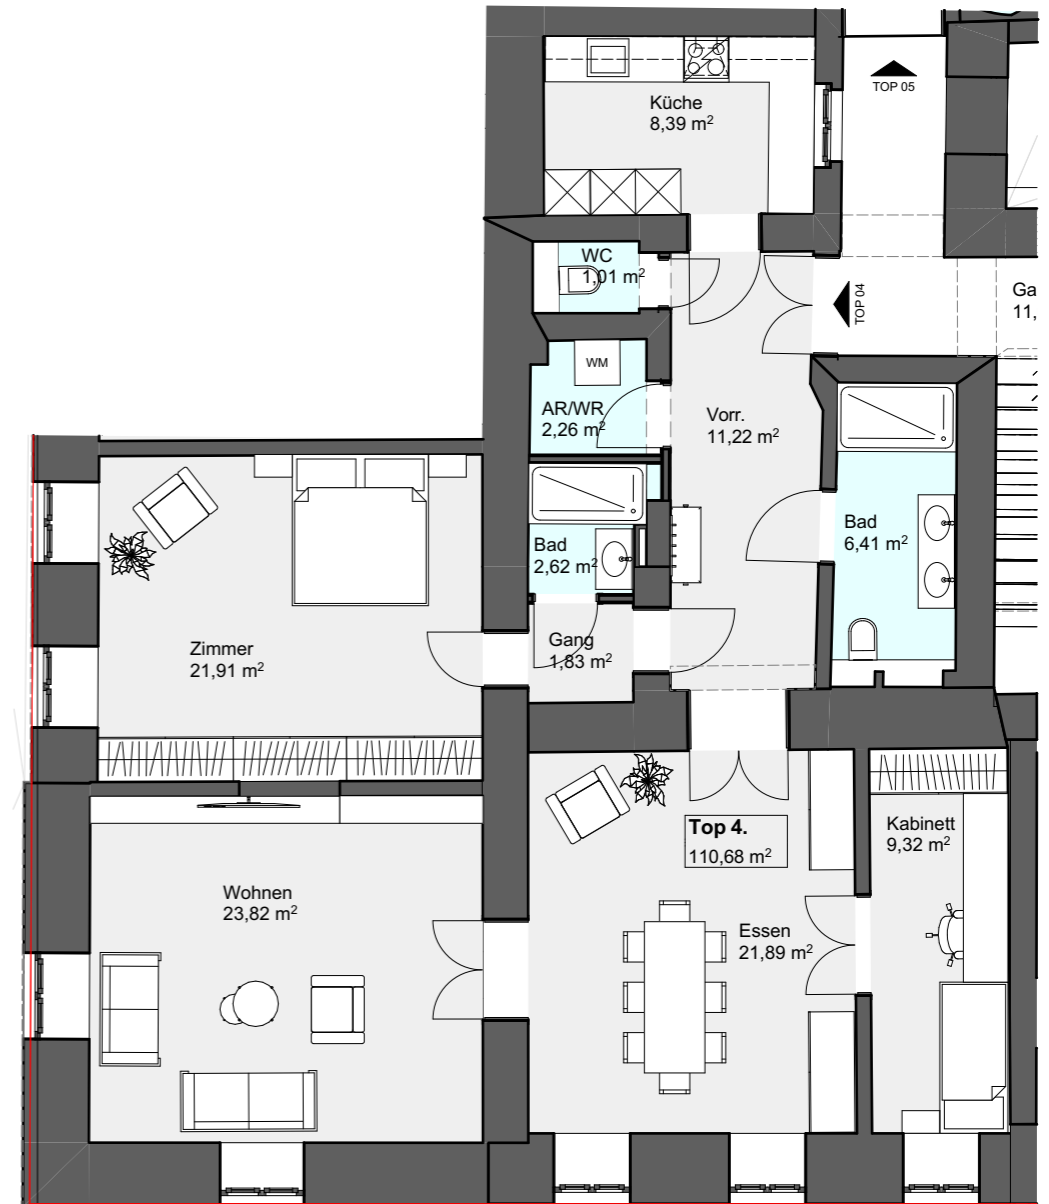 TOP 05
Küche
8,39 m²
WC
1,01 m²
TOP 04
Ga
11,
WM
AR/WR
2,26 m²
Vorr.
11,22 m²
Bad
6,41 m²
Bad
2,62 m²
Gang
1,83 m²
Zimmer
21,91 m²
Top 4.
110,68 m²
Kabinett
9,32 m²
Wohnen
23,82 m²
Essen
21,89 m²